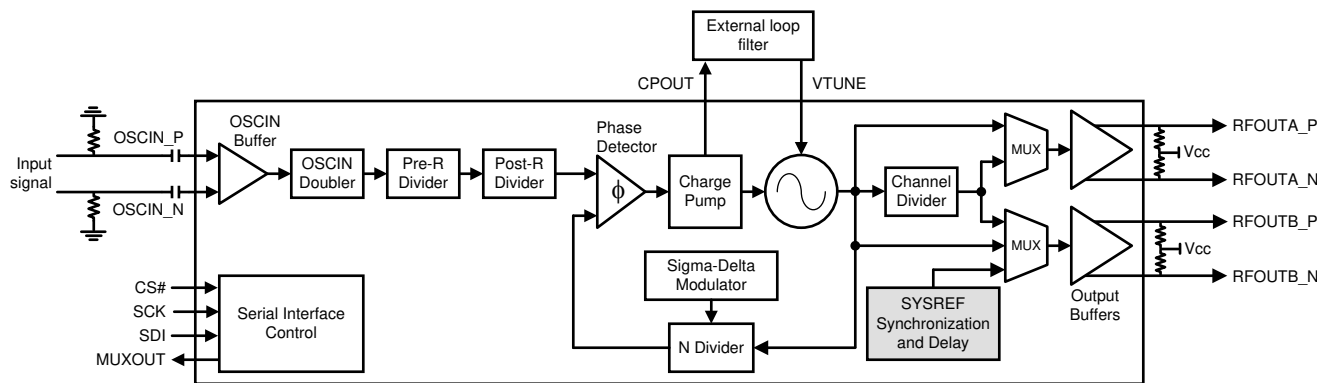 External loop
filter
CPOUT
VTUNE
OSCIN_P
OSCIN
Buffer
Phase
Detector
RFOUTA_P
Input
signal
OSCIN
Doubler
Pre-R
Divider
Post-R
Divider
ϕ
Charge
Pump
Channel
Divider
MUX
Vcc
RFOUTA_N
OSCIN_N
RFOUTB_P
MUX
Vcc
Sigma-Delta
Modulator
RFOUTB_N
CS#
SCK
SDI
MUXOUT
Serial Interface
Control
N Divider
SYSREF
Synchronization
and Delay
Output
Buffers